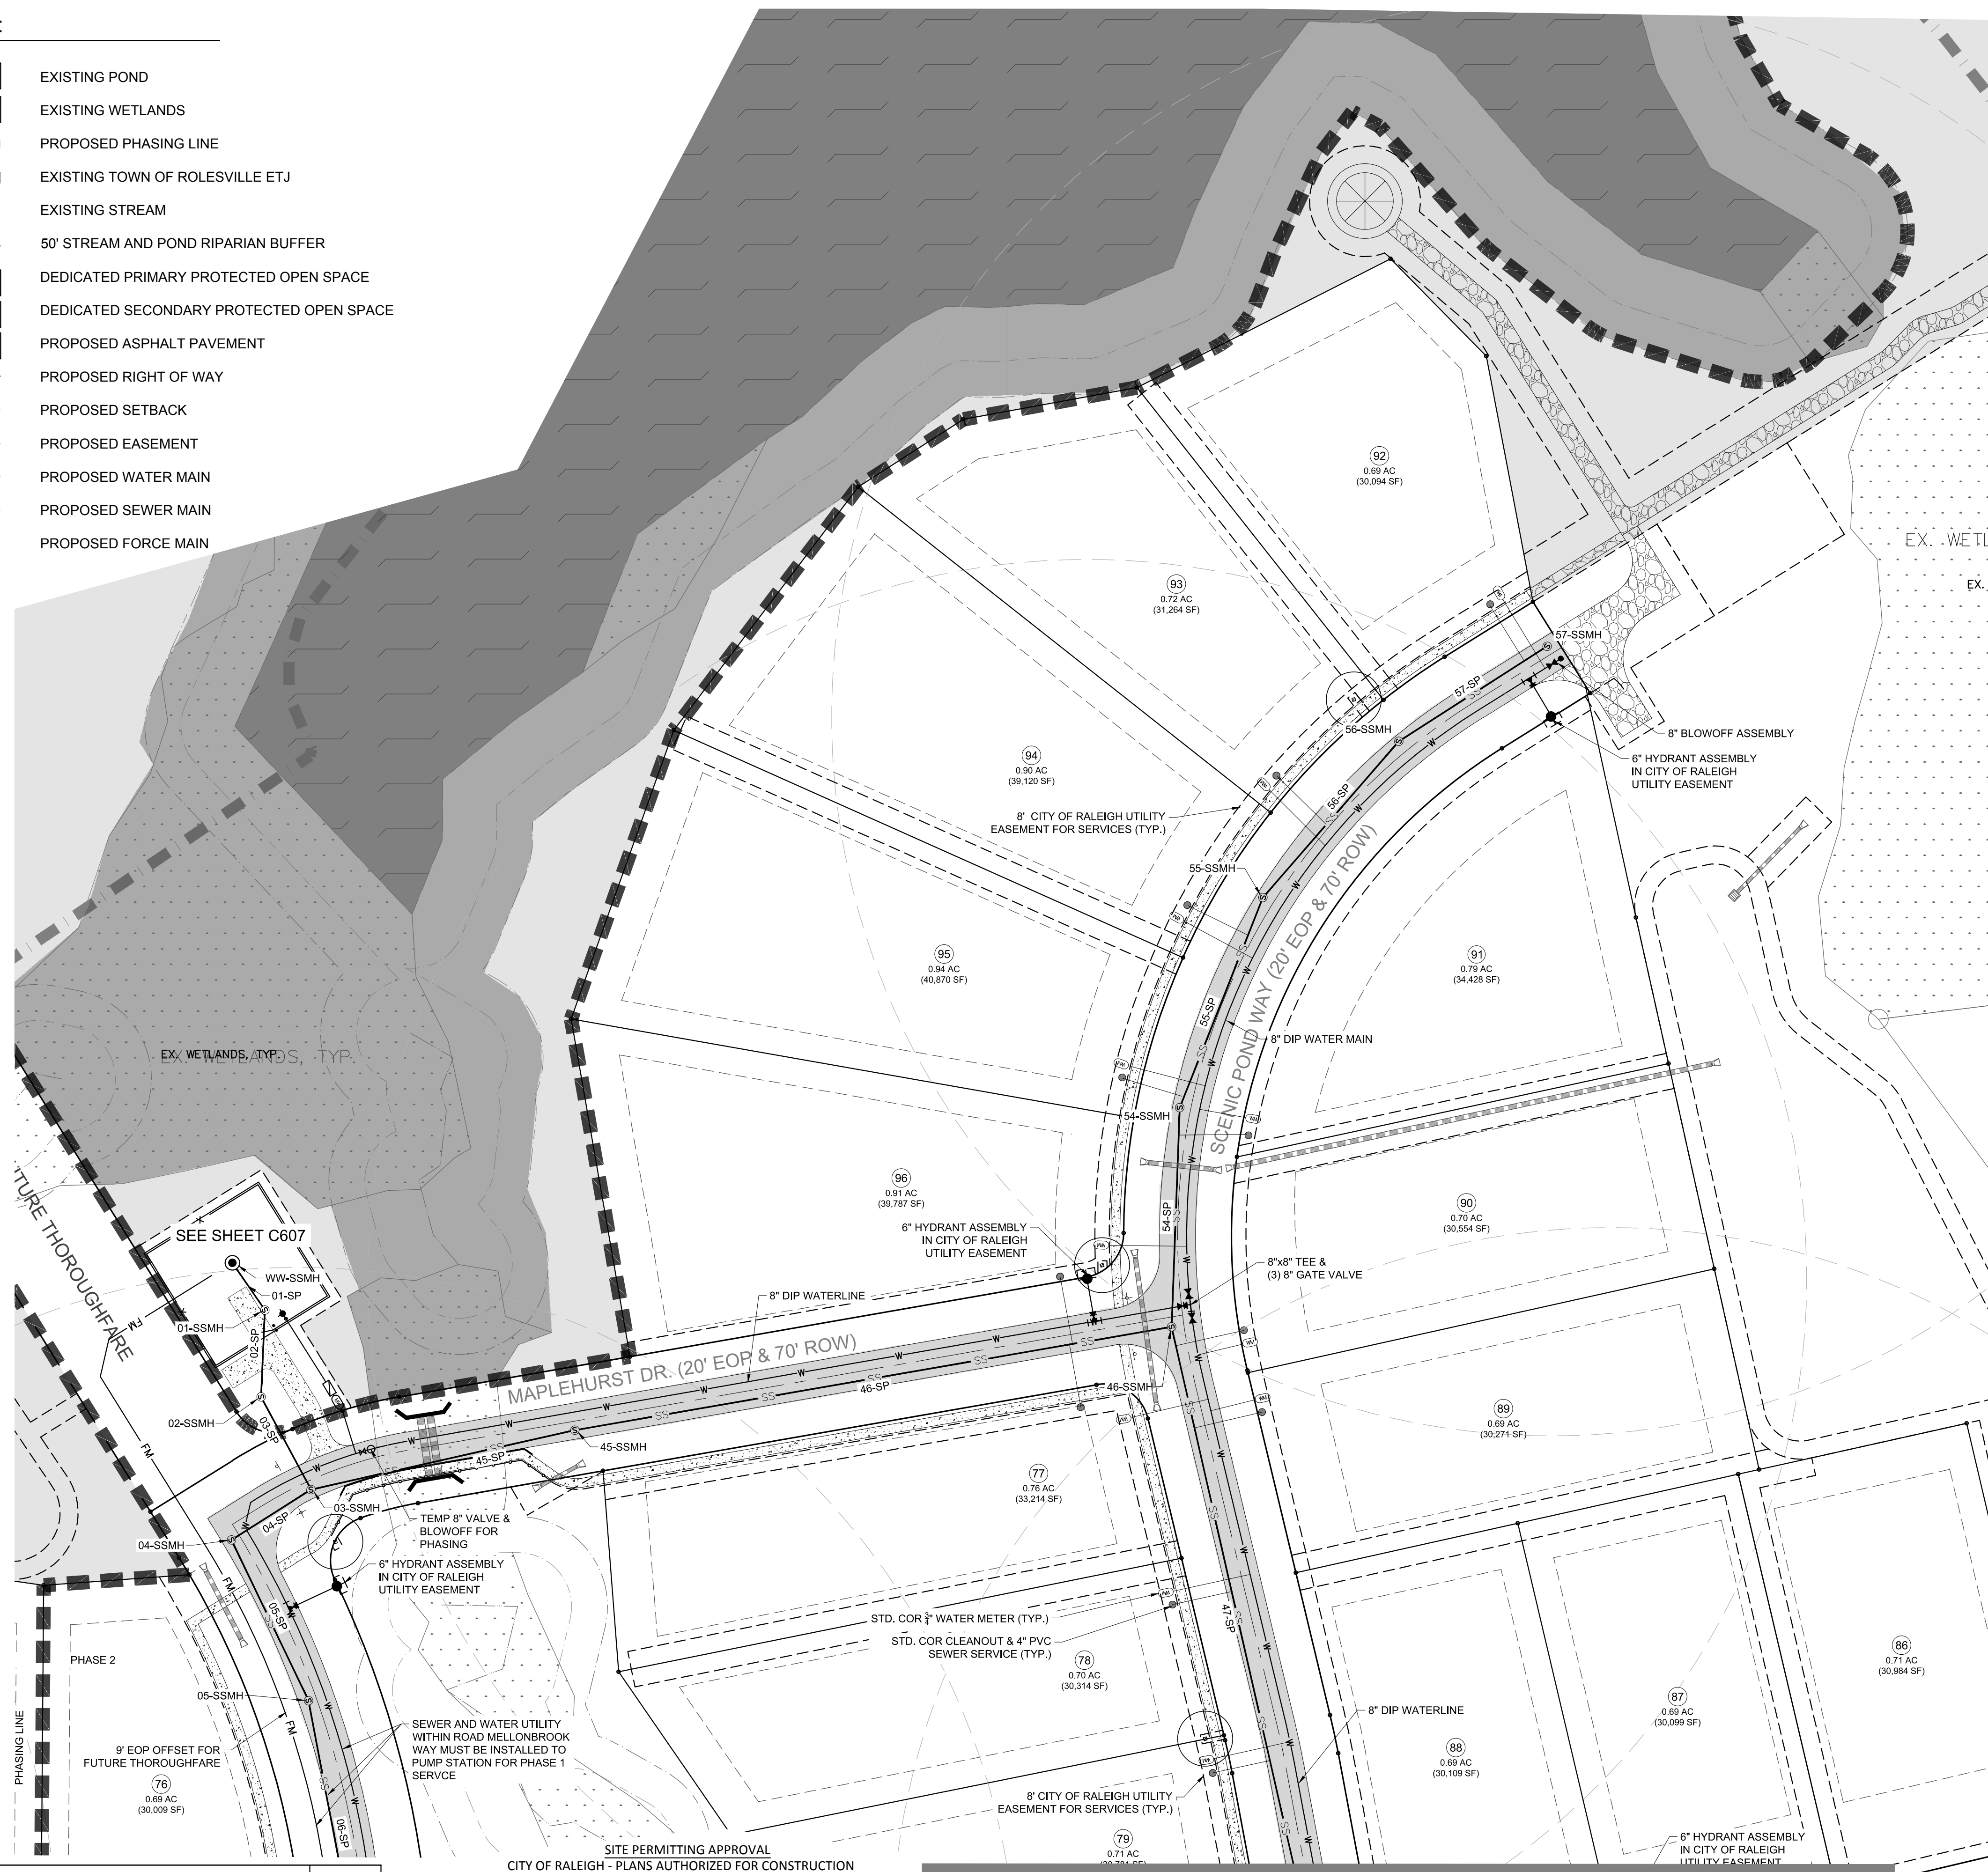 EXISTING POND
EXISTING WETLANDS
PROPOSED PHASING LINE
EXISTING TOWN OF ROLESVILLE ETJ
EXISTING STREAM
50' STREAM AND POND RIPARIAN BUFFER
DEDICATED PRIMARY PROTECTED OPEN SPACE
DEDICATED SECONDARY PROTECTED OPEN SPACE
PROPOSED ASPHALT PAVEMENT
PROPOSED RIGHT OF WAY
PROPOSED SETBACK
PROPOSED EASEMENT
PROPOSED WATER MAIN
PROPOSED SEWER MAIN
PROPOSED FORCE MAIN
92
0.69 AC
(30,094 SF)
93
0.72 AC
(31,264 SF)
94
0.90 AC
(39,120 SF)
95
0.94 AC
(40,870 SF)
96
0.91 AC
(39,787 SF)
EX.
EX.
57-SSMH
57-SP
56-SSMH
8" BLOWOFF ASSEMBLY
6" HYDRANT ASSEMBLY
IN CITY OF RALEIGH
UTILITY EASEMENT
8' CITY OF RALEIGH UTILITY
EASEMENT FOR SERVICES (TYP.)
56-SP
55-SSMH
55-SP
SCENIC POND WAY (20' EOP & 70' ROW)
8" DIP WATER MAIN
54-SSMH
54-SP
91
0.79 AC
(34,428 SF)
90
0.70 AC
(30,554 SF)
89
0.69 AC
(30,271 SF)
EX. WETLANDS, TYP.
EX. WETLANDS, TYP.
THOROUGHFARE
SEE SHEET C607
WW-SSMH
01-SP
01-SSMH
02-SP
02-SSMH
03-SP
FM
FM
6" HYDRANT ASSEMBLY
IN CITY OF RALEIGH
UTILITY EASEMENT
8"x8" TEE &
(3) 8" GATE VALVE
8" DIP WATERLINE
MAPLEHURST DR. (20' EOP & 70' ROW)
46-SP
46-SSMH
45-SSMH
45-SP
03-SSMH
04-SP
04-SSMH
TEMP 8" VALVE &
BLOWOFF FOR
PHASING
6" HYDRANT ASSEMBLY
IN CITY OF RALEIGH
UTILITY EASEMENT
FM
05-SP
05-SSMH
FM
77
0.76 AC
(33,214 SF)
STD. COR 3/4" WATER METER (TYP.)
STD. COR CLEANOUT & 4" PVC
SEWER SERVICE (TYP.)
47-SP
78
0.70 AC
(30,314 SF)
86
0.71 AC
(30,984 SF)
87
0.69 AC
(30,099 SF)
88
0.69 AC
(30,109 SF)
8" DIP WATERLINE
PHASE 2
PHASING LINE
9' EOP OFFSET FOR
FUTURE THOROUGHFARE
76
0.69 AC
(30,009 SF)
SEWER AND WATER UTILITY
WITHIN ROAD MELLONBROOK
WAY MUST BE INSTALLED TO
PUMP STATION FOR PHASE 1
SERVCE
06-SP
8' CITY OF RALEIGH UTILITY
EASEMENT FOR SERVICES (TYP.)
79
0.71 AC
6" HYDRANT ASSEMBLY
IN CITY OF RALEIGH
UTILITY EASEMENT
SITE PERMITTING APPROVAL
CITY OF RALEIGH - PLANS AUTHORIZED FOR CONSTRUCTION